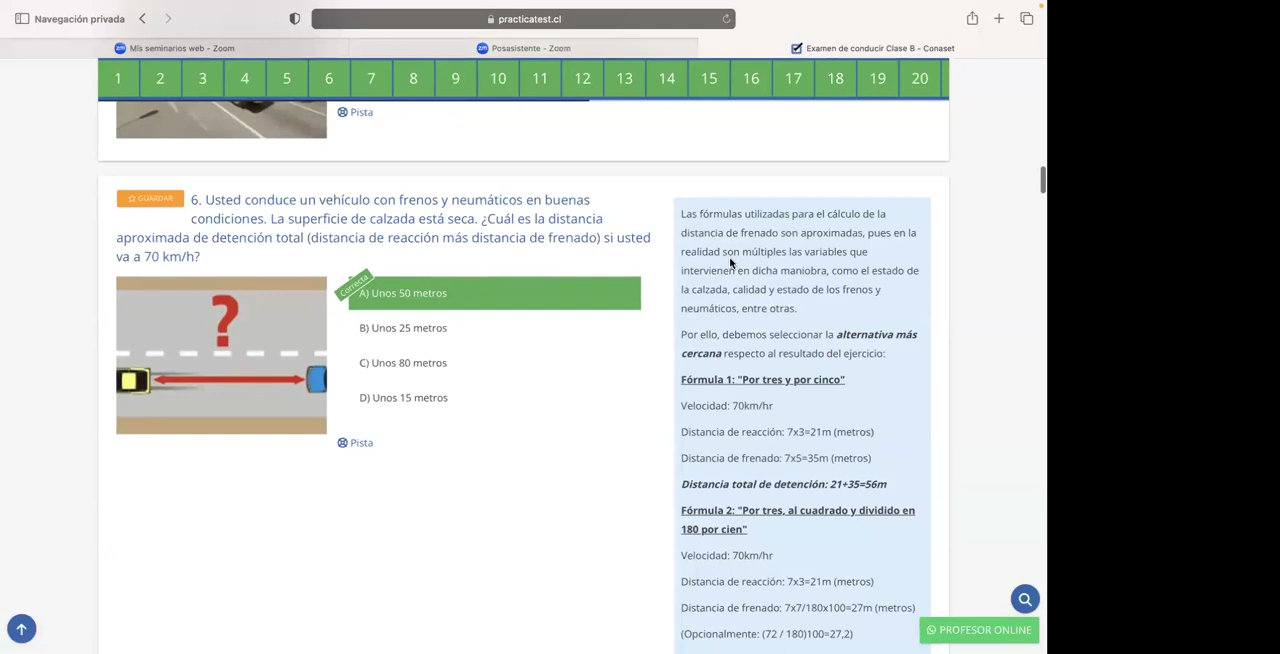 Navegación privada
practicatest.cl
Mis seminarios web - Zoom
Posasistente - Zoom
Examen de conducir Clase B - Conaset
1 2 3 4 5 6 7 8 9 10 11 12 13 14 15 16 17 18 19 20
Pista
GUARDAR
6. Usted conduce un vehículo con frenos y neumáticos en buenas
condiciones. La superficie de calzada está seca. ¿Cuál es la distancia
aproximada de detención total (distancia de reacción más distancia de frenado) si usted
va a 70 km/h?
?
Correcta
A) Unos 50 metros
B) Unos 25 metros
C) Unos 80 metros
D) Unos 15 metros
Pista
Las fórmulas utilizadas para el cálculo de la
distancia de frenado son aproximadas, pues en la
realidad son múltiples las variables que
intervienen en dicha maniobra, como el estado de
la calzada, calidad y estado de los frenos y
neumáticos, entre otras.
Por ello, debemos seleccionar la alternativa más
cercana respecto al resultado del ejercicio:
Fórmula 1: "Por tres y por cinco"
Velocidad: 70km/hr
Distancia de reacción: 7x3=21m (metros)
Distancia de frenado: 7x5=35m (metros)
Distancia total de detención: 21+35=56m
Fórmula 2: "Por tres, al cuadrado y dividido en
180 por cien"
Velocidad: 70km/hr
Distancia de reacción: 7x3=21m (metros)
Distancia de frenado: 7x7/180x100=27m (metros)
(Opcionalmente: (72 / 180)100=27,2)
PROFESOR ONLINE